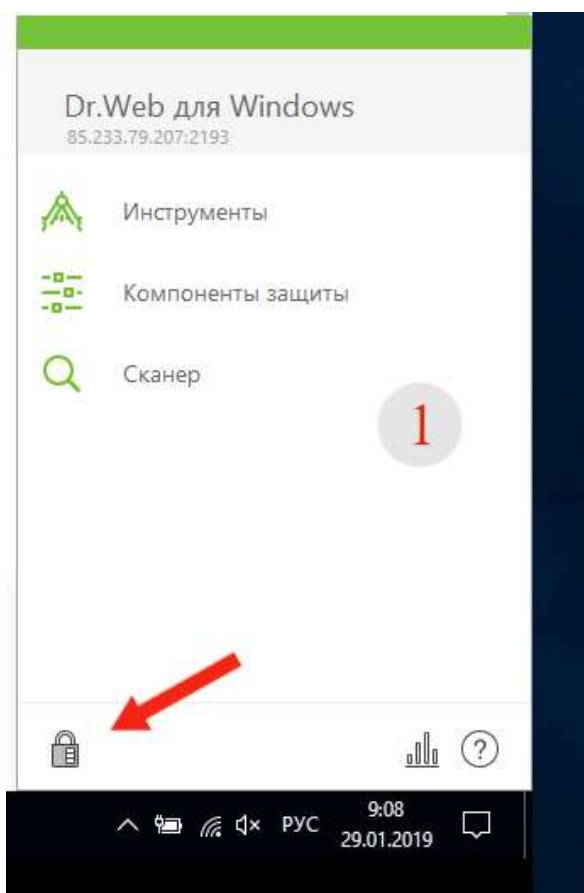 Dr.Web для Windows
85.233.79.207:2193
Инструменты
Компоненты защиты
Сканер
1
?
РУС
9:08
29.01.2019